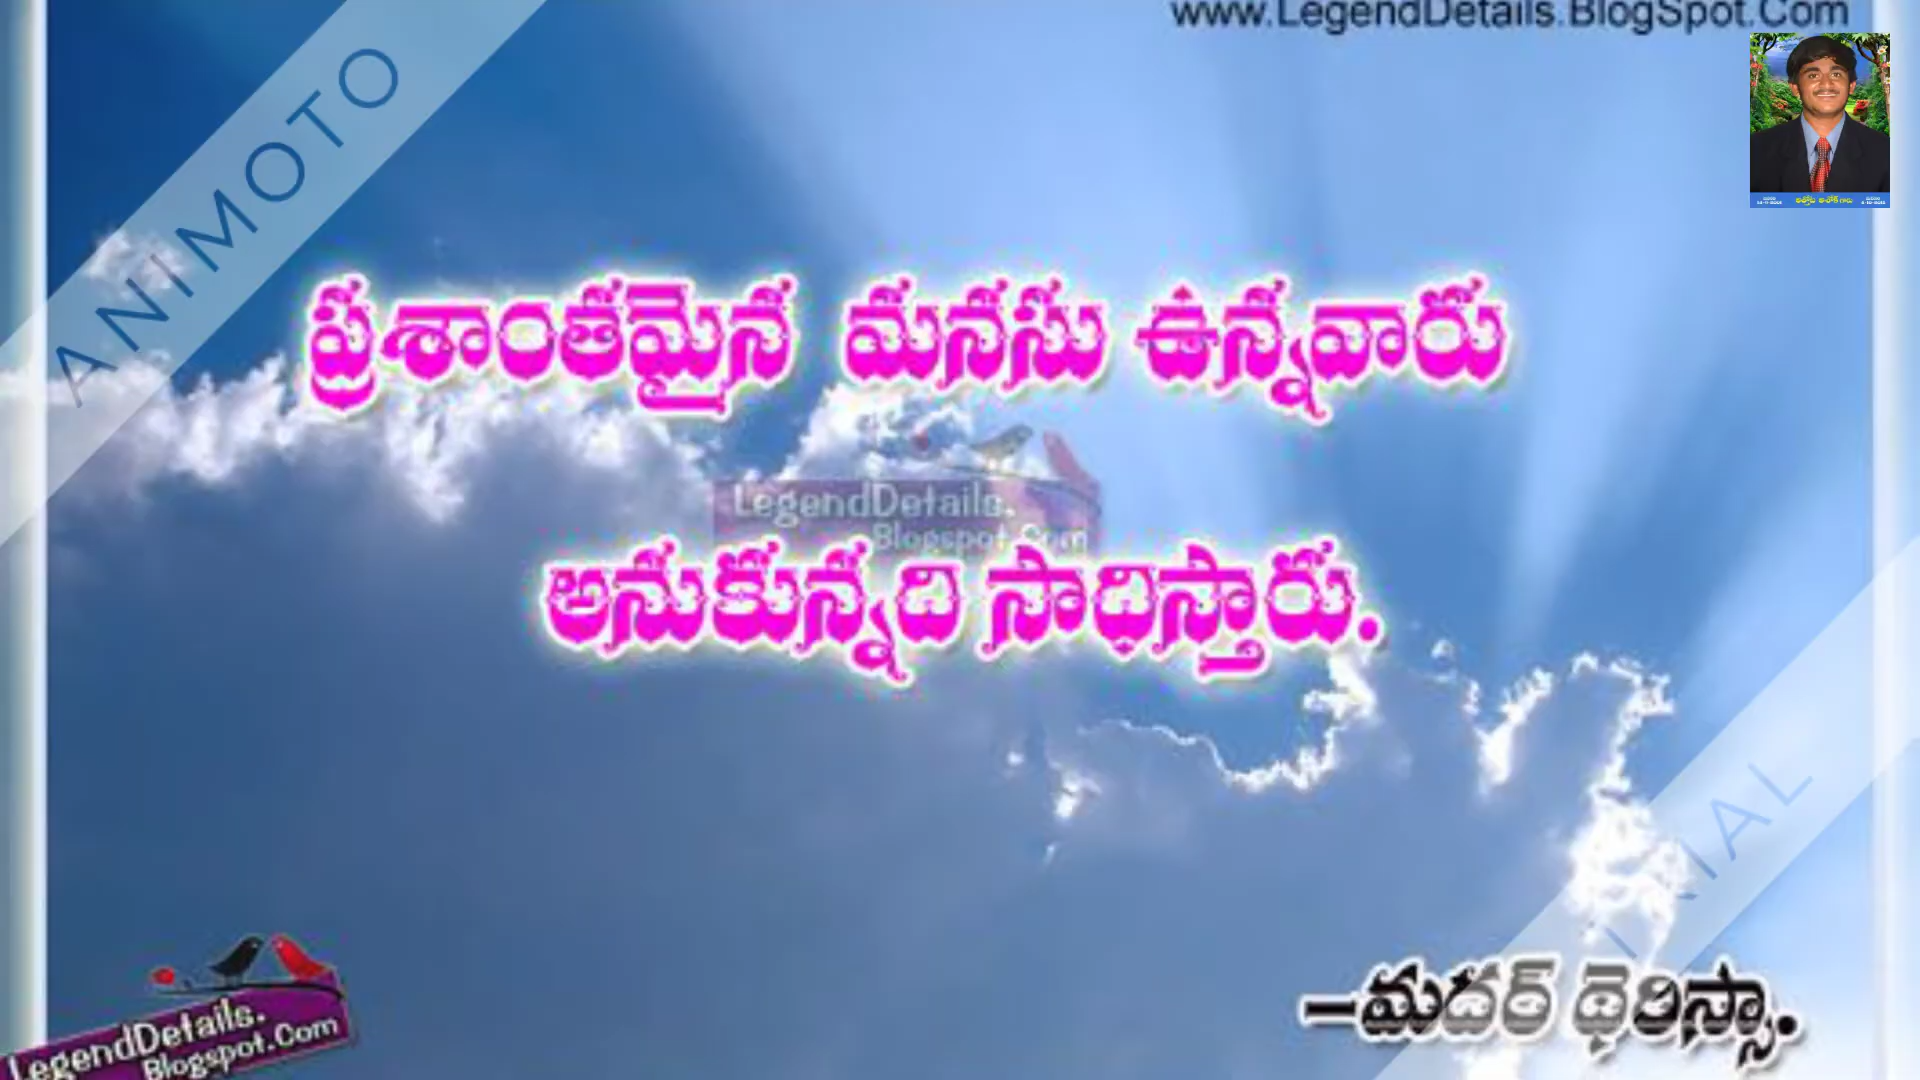 www.LegendDetails.BlogSpot.Com
ANIMOTO
ప్రశాంతమైన మనసు ఉన్నవారు
LegendDetails.
Blogspot.Com
అనుకున్నది సాధిస్తారు.
–మదర్ థెరిస్సా.
LegendDetails.
Blogspot.Com